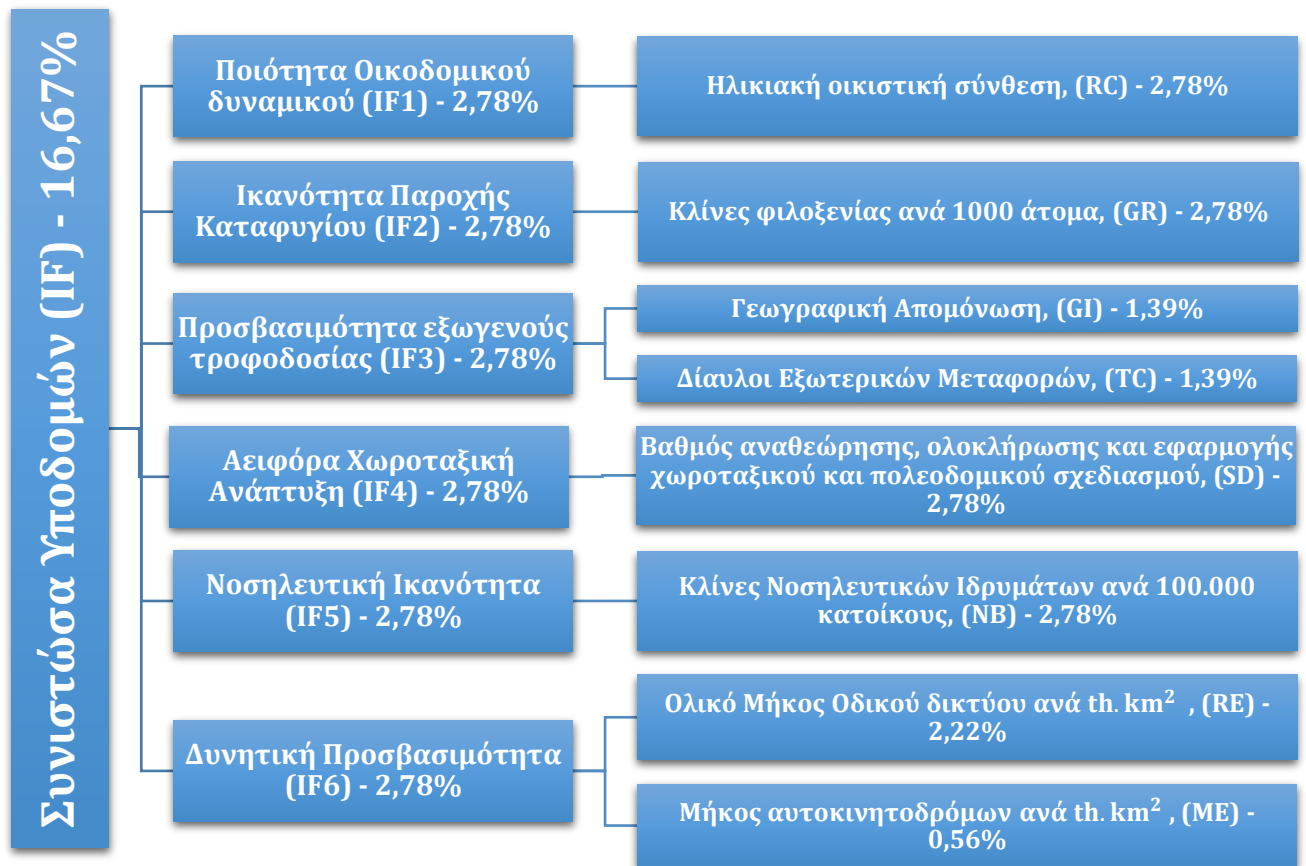 Συνιστώσα Υποδομών (IF) - 16,67%
Ποιότητα Οικοδομικού
δυναμικού (IF1) - 2,78%
Ηλικιακή οικιστική σύνθεση, (RC) - 2,78%
Ικανότητα Παροχής
Καταφυγίου (IF2) - 2,78%
Κλίνες φιλοξενίας ανά 1000 άτομα, (GR) - 2,78%
Προσβασιμότητα εξωγενούς
τροφοδοσίας (IF3) - 2,78%
Γεωγραφική Απομόνωση, (GI) - 1,39%
Δίαυλοι Εξωτερικών Μεταφορών, (TC) - 1,39%
Αειφόρα Χωροταξική
Ανάπτυξη (IF4) - 2,78%
Βαθμός αναθεώρησης, ολοκλήρωσης και εφαρμογής
χωροταξικού και πολεοδομικού σχεδιασμού, (SD) -
2,78%
Νοσηλευτική Ικανότητα
(IF5) - 2,78%
Κλίνες Νοσηλευτικών Ιδρυμάτων ανά 100.000
κατοίκους, (NB) - 2,78%
Δυνητική Προσβασιμότητα
(IF6) - 2,78%
Ολικό Μήκος Οδικού δικτύου ανά th. km² , (RE) -
2,22%
Μήκος αυτοκινητοδρόμων ανά th. km² , (ME) -
0,56%